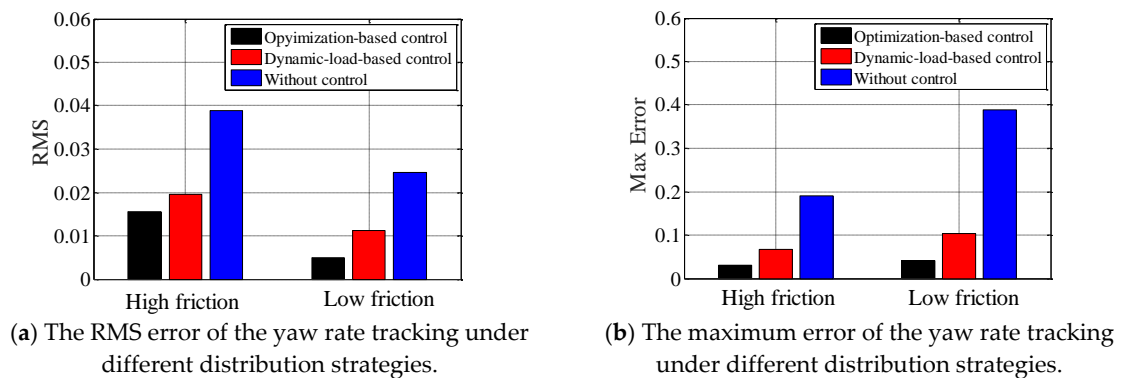 0.06
0.05
0.04
0.03
0.02
0.01
0
RMS
Opyimization-based control
Dynamic-load-based control
Without control
High friction
Low friction
(a) The RMS error of the yaw rate tracking under
different distribution strategies.
0.6
0.5
0.4
0.3
0.2
0.1
0
Max Error
Optimization-based control
Dynamic-load-based control
Without control
High friction
Low friction
(b) The maximum error of the yaw rate tracking
under different distribution strategies.